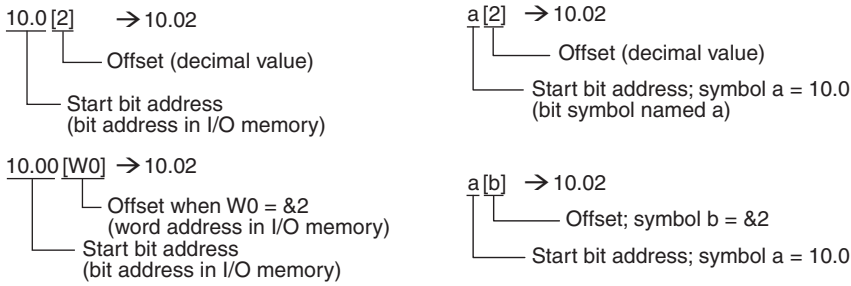 10.0 [2] → 10.02
Offset (decimal value)
Start bit address
(bit address in I/O memory)
10.00 [W0] → 10.02
Offset when W0 = &2
(word address in I/O memory)
Start bit address
(bit address in I/O memory)
a [2] → 10.02
Offset (decimal value)
Start bit address; symbol a = 10.0
(bit symbol named a)
a [b] → 10.02
Offset; symbol b = &2
Start bit address; symbol a = 10.0